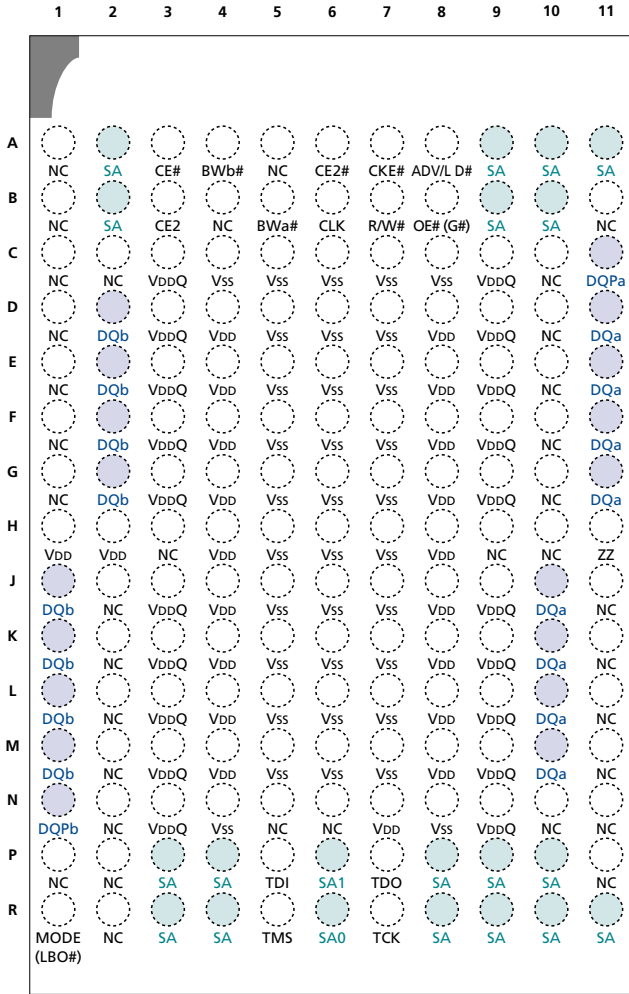 1 2 3 4 5 6 7 8 9 10 11
A
NC SA CE# BWb# NC CE2# CKE# ADV/L D# SA SA SA
B
NC SA CE2 NC BWa# CLK R/W# OE# (G#) SA SA NC
C
NC NC VDDQ Vss Vss Vss Vss Vss VDDQ NC DQPa
D
NC DQb VDDQ VDD Vss Vss Vss VDD VDDQ NC DQa
E
NC DQb VDDQ VDD Vss Vss Vss VDD VDDQ NC DQa
F
NC DQb VDDQ VDD Vss Vss Vss VDD VDDQ NC DQa
G
NC DQb VDDQ VDD Vss Vss Vss VDD VDDQ NC DQa
H
VDD VDD NC VDD Vss Vss Vss VDD NC NC ZZ
J
DQb NC VDDQ VDD Vss Vss Vss VDD VDDQ DQa NC
K
DQb NC VDDQ VDD Vss Vss Vss VDD VDDQ DQa NC
L
DQb NC VDDQ VDD Vss Vss Vss VDD VDDQ DQa NC
M
DQb NC VDDQ VDD Vss Vss Vss VDD VDDQ DQa NC
N
DQPb NC VDDQ Vss NC NC VDD Vss VDDQ NC NC
P
NC NC SA SA TDI SA1 TDO SA SA SA NC
R
MODE NC SA SA TMS SA0 TCK SA SA SA SA
(LBO#)